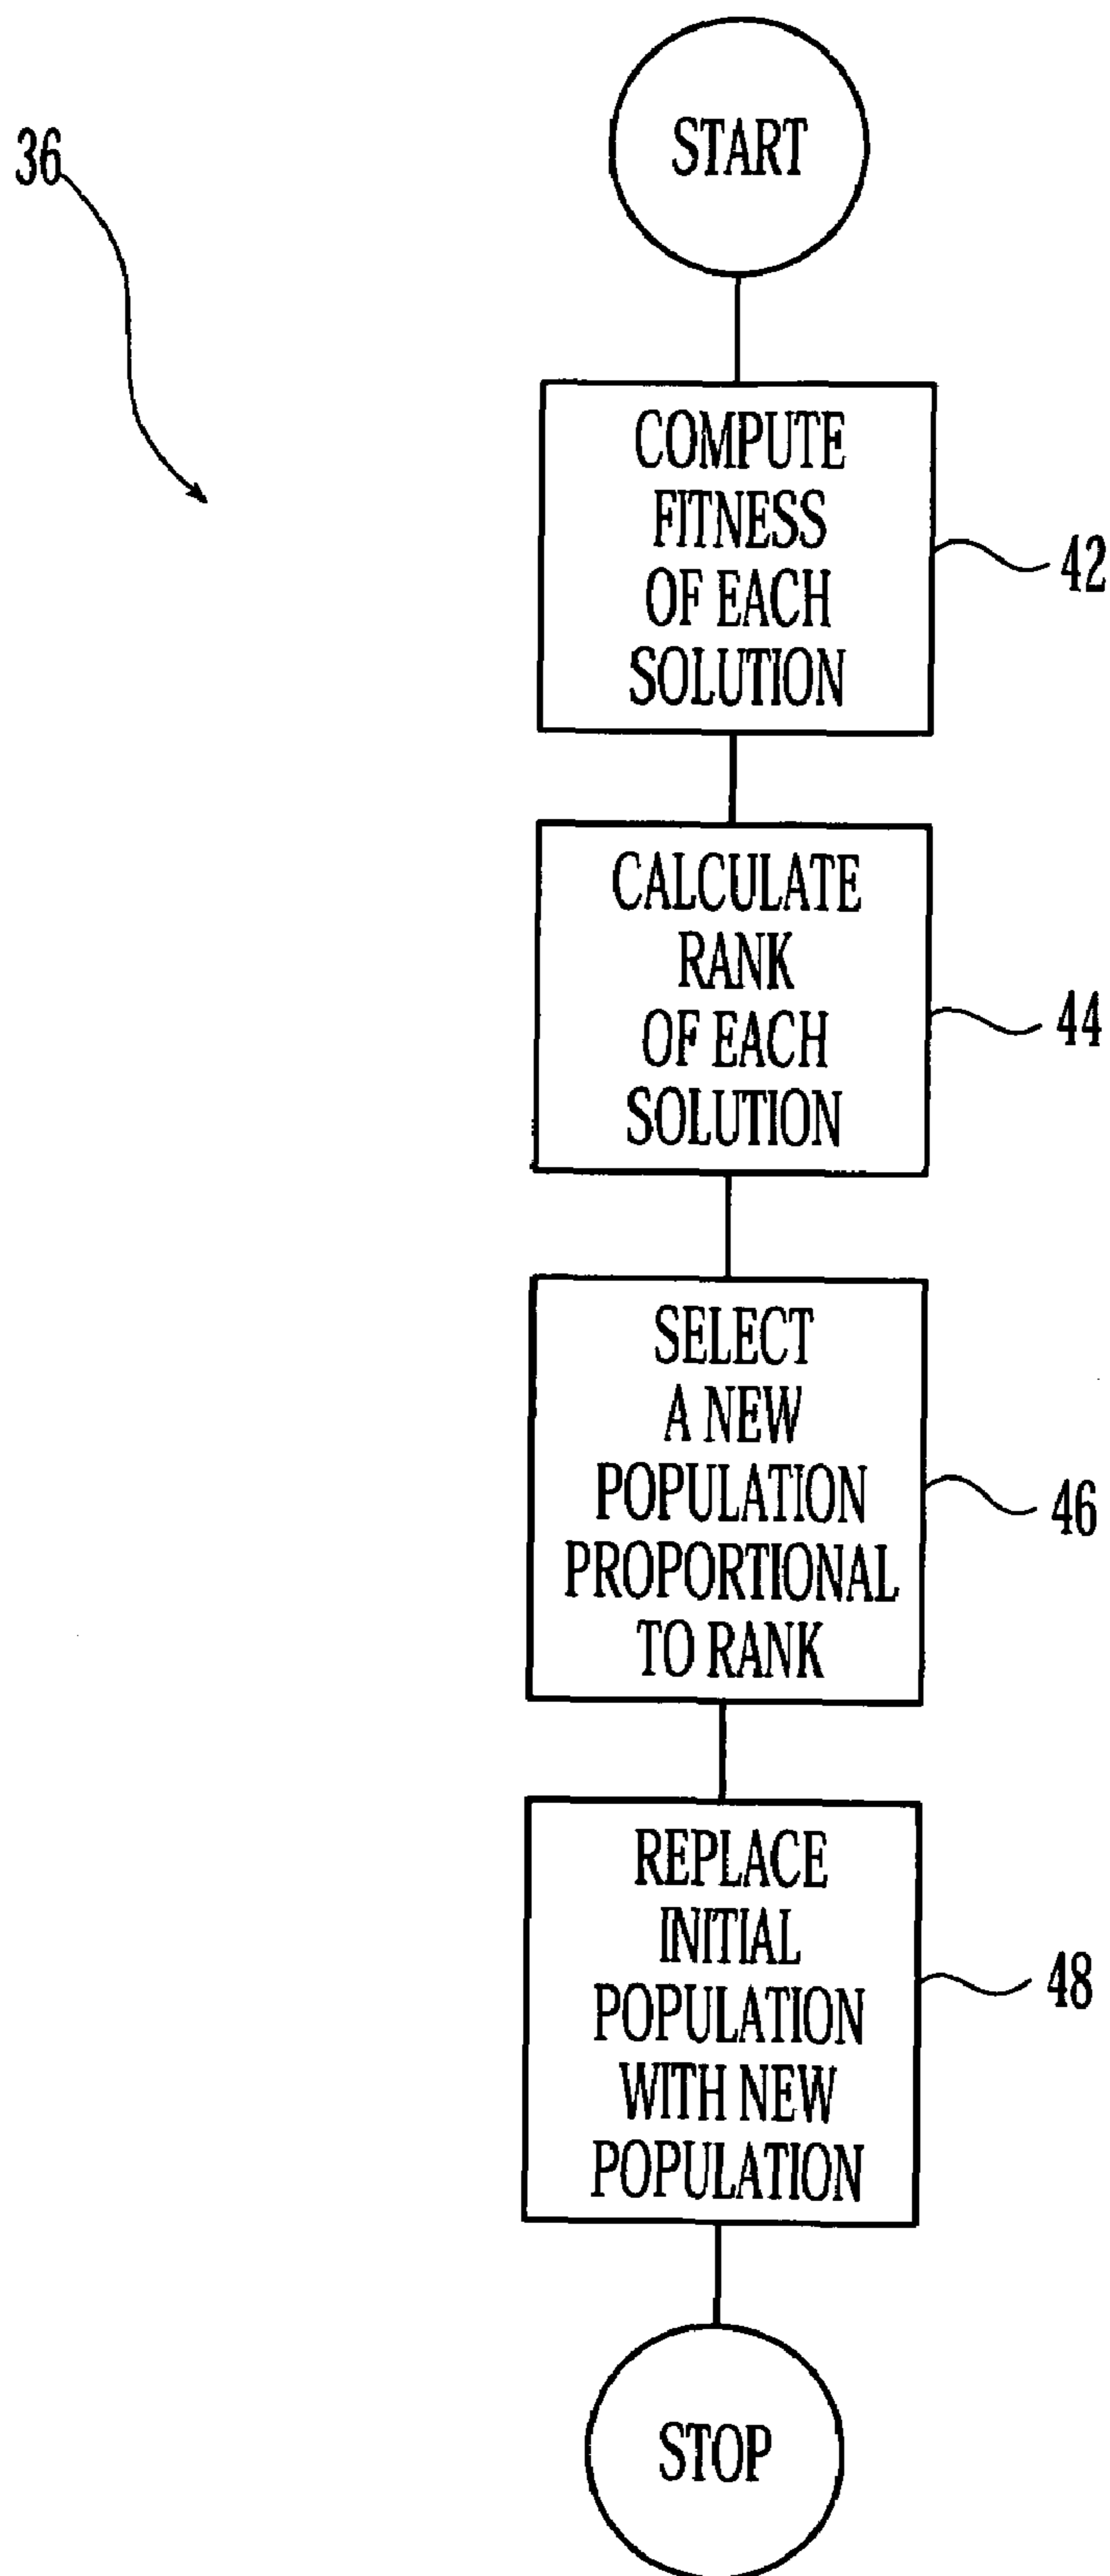 36
START
COMPUTE
FITNESS
OF EACH
SOLUTION
42
CALCULATE
RANK
OF EACH
SOLUTION
44
SELECT
A NEW
POPULATION
PROPORTIONAL
TO RANK
46
REPLACE
INITIAL
POPULATION
WITH NEW
POPULATION
48
STOP